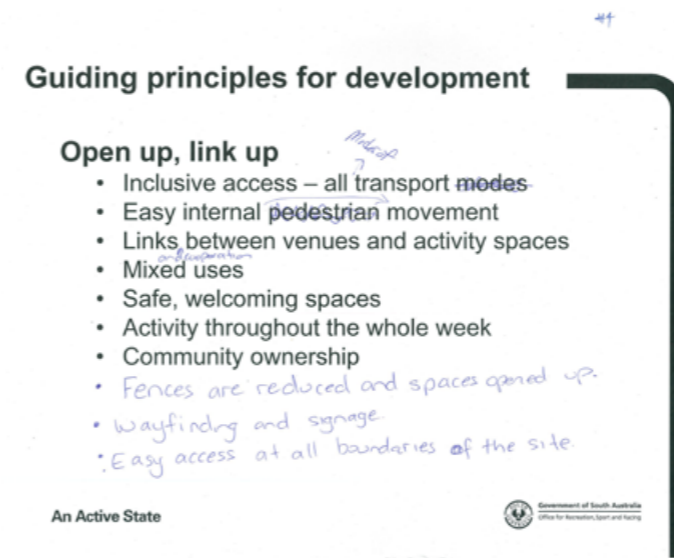 #4
Guiding principles for development
Open up, link up
Modes of
• Inclusive access – all transport modes
• Easy internal pedestrian movement
• Links between venues and activity spaces
and cooperation
• Mixed uses
• Safe, welcoming spaces
• Activity throughout the whole week
• Community ownership
• Fences are reduced and spaces opened up.
• Wayfinding and signage.
• Easy access at all boundaries of the site.
An Active State
Government of South Australia
Office for Recreation, Sport and Racing